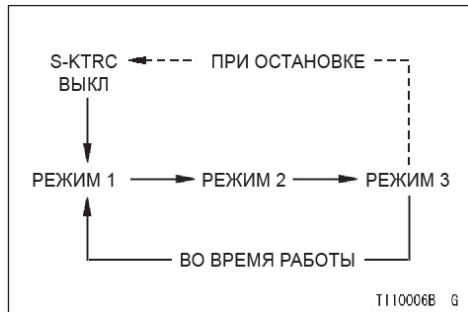 S-KTRC ПРИ ОСТАНОВКЕ
ВЫКЛ
РЕЖИМ 1 РЕЖИМ 2 РЕЖИМ 3
ВО ВРЕМЯ РАБОТЫ
TI10006B G